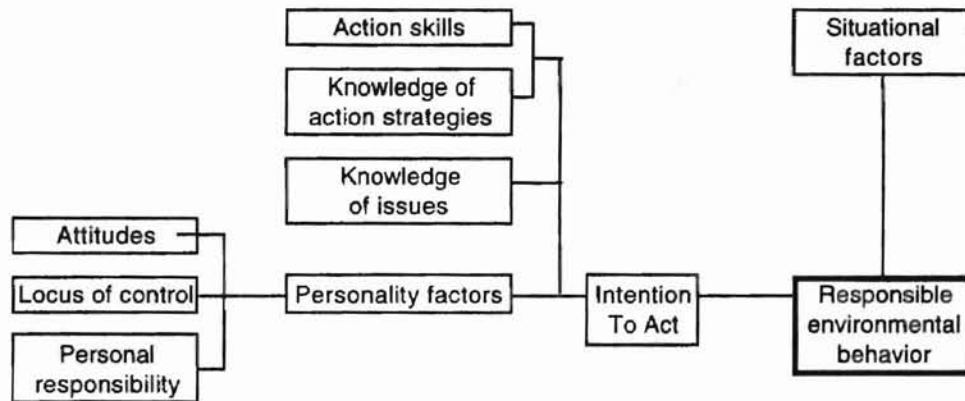 Action skills
Situational
factors
Knowledge of
action strategies
Knowledge
of issues
Attitudes
Locus of control
Personality factors
Intention
To Act
Responsible
environmental
behavior
Personal
responsibility